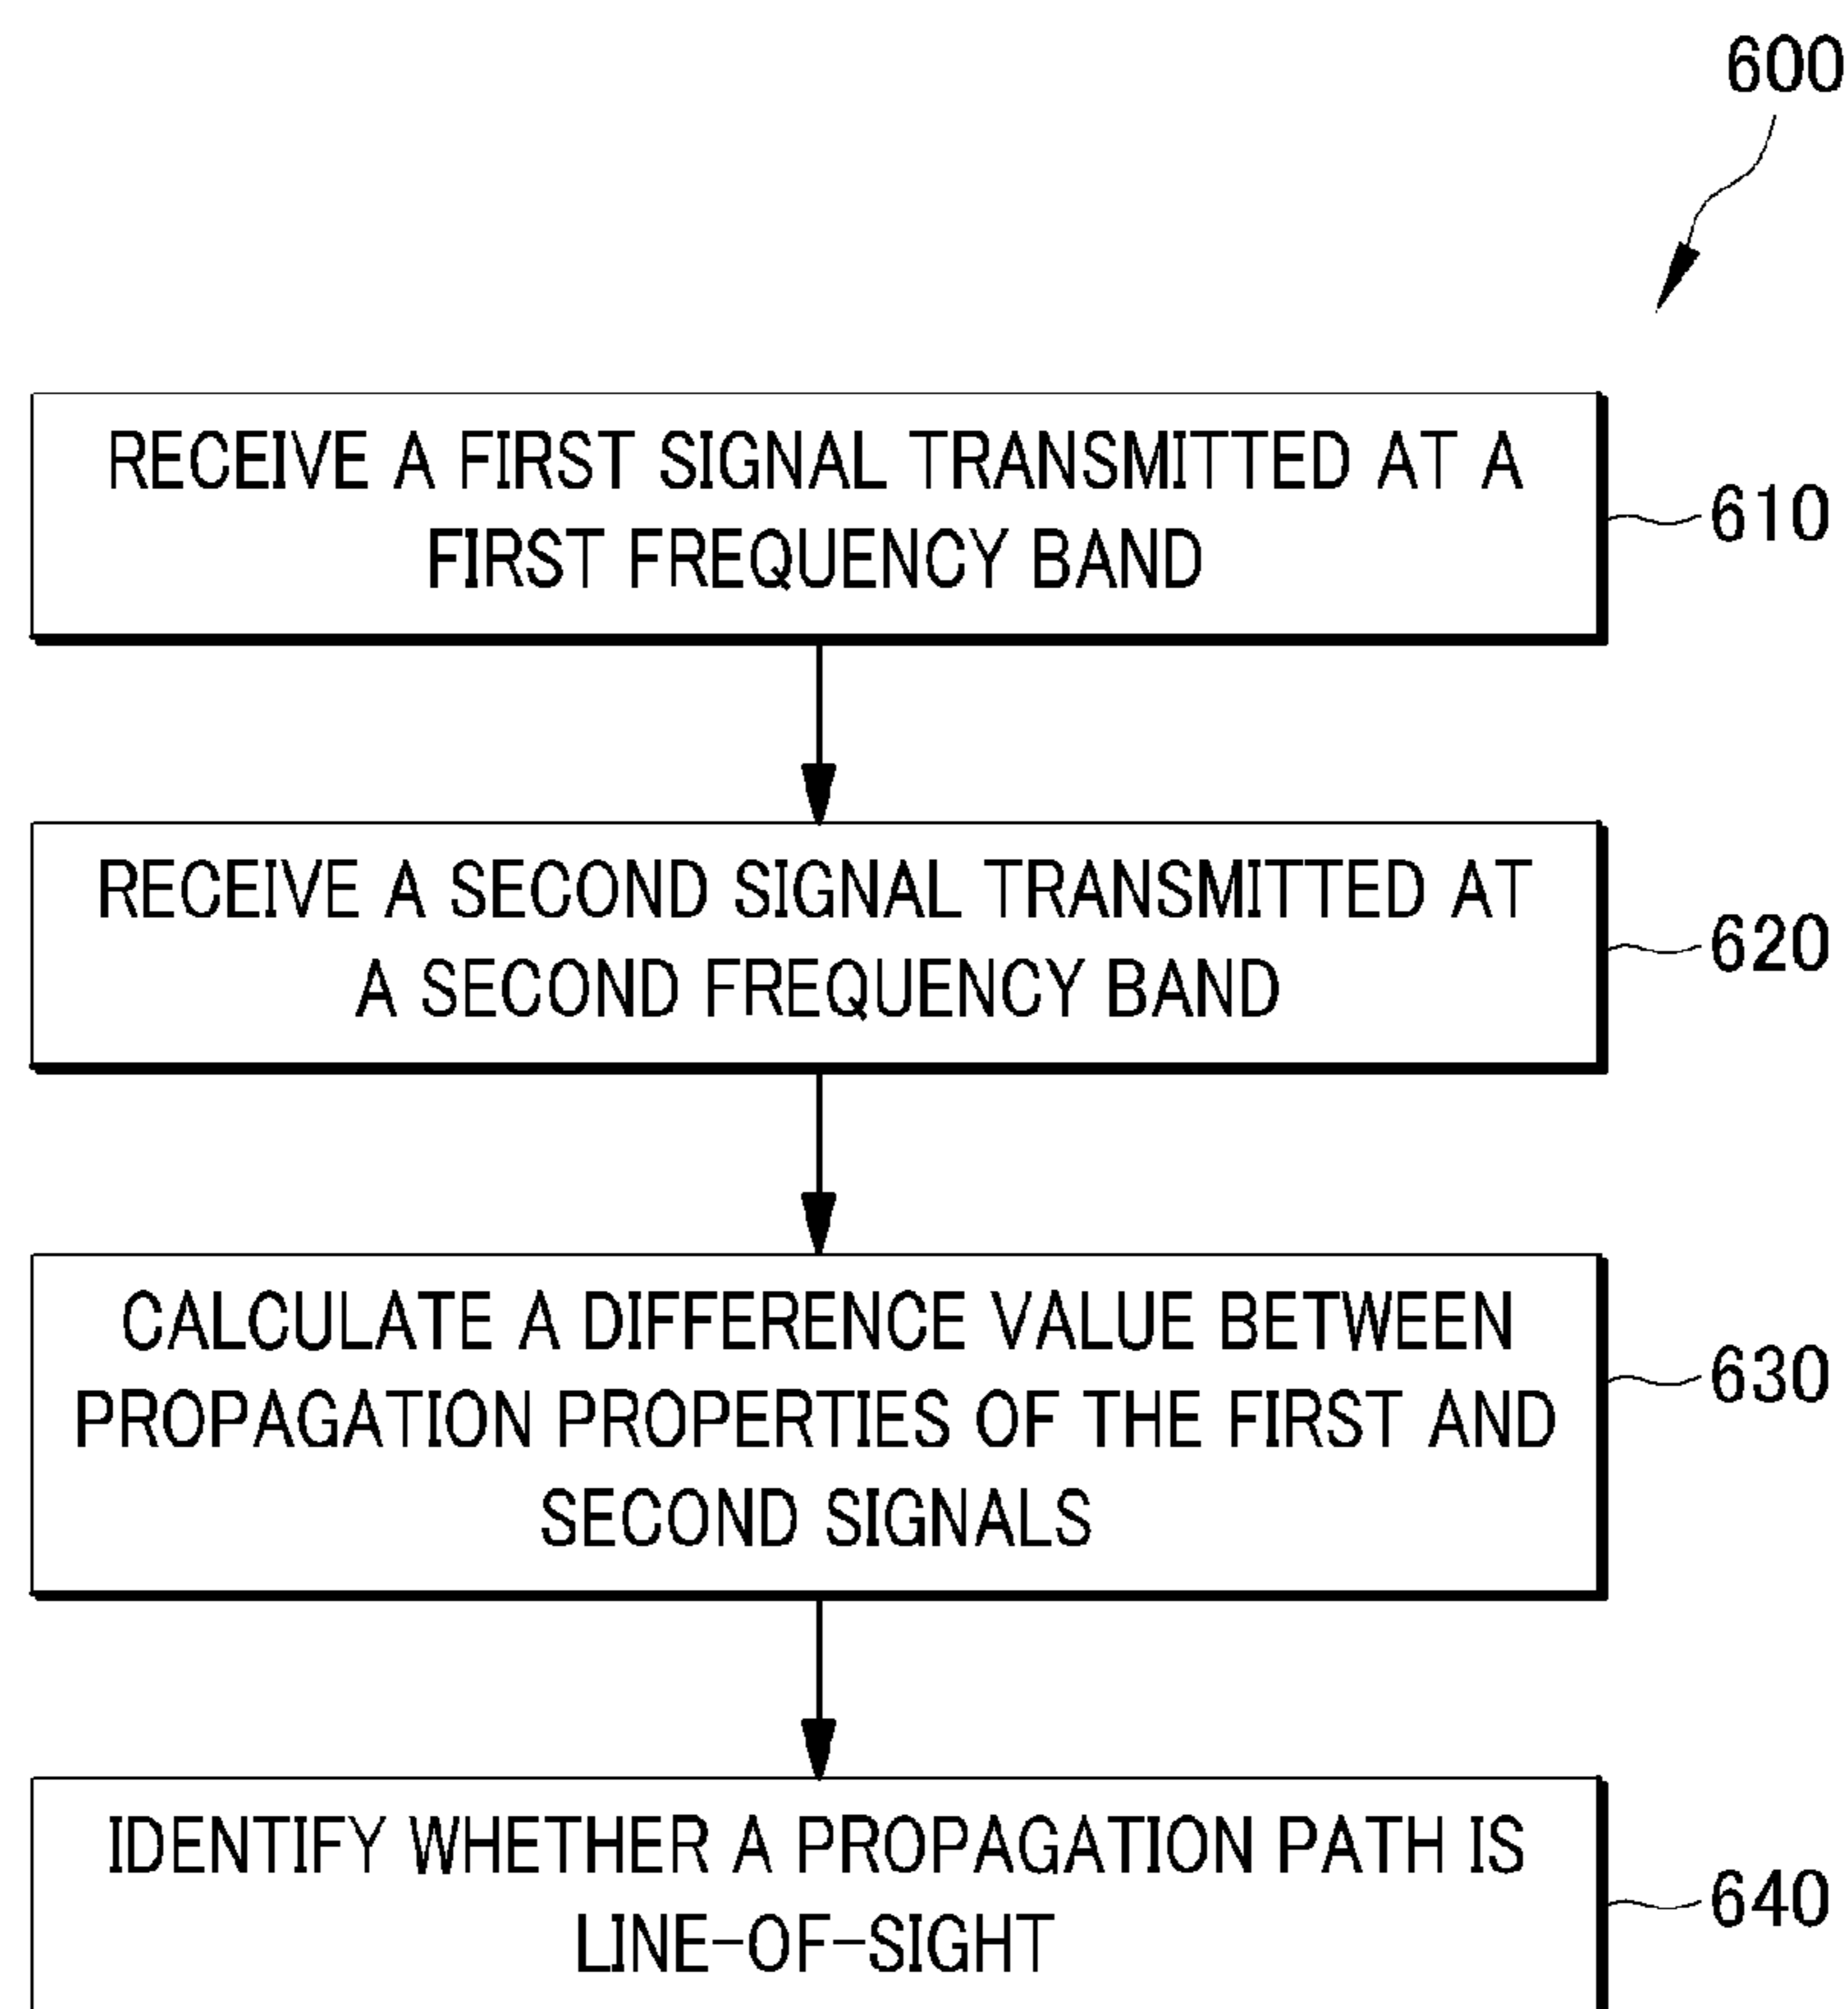 600
RECEIVE A FIRST SIGNAL TRANSMITTED AT A
FIRST FREQUENCY BAND
610
RECEIVE A SECOND SIGNAL TRANSMITTED AT
A SECOND FREQUENCY BAND
620
CALCULATE A DIFFERENCE VALUE BETWEEN
PROPAGATION PROPERTIES OF THE FIRST AND
SECOND SIGNALS
630
IDENTIFY WHETHER A PROPAGATION PATH IS
LINE-OF-SIGHT
640